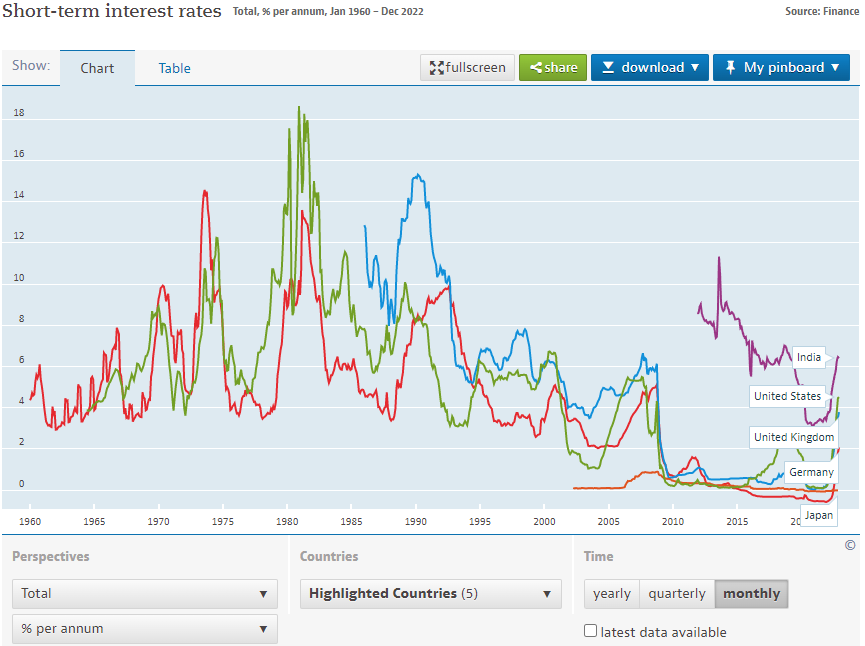 Short-term interest rates Total, % per annum, Jan 1960 – Dec 2022 Source: Finance
Show: Chart Table fullscreen share download ▼ My pinboard ▼
18
16
14
12
10
8
6
4
2
0
India
United States
United Kingdom
Germany
Japan
1960 1965 1970 1975 1980 1985 1990 1995 2000 2005 2010 2015
©
Perspectives Countries Time
Total ▼ Highlighted Countries (5) ▼ yearly quarterly monthly
% per annum ▼ latest data available